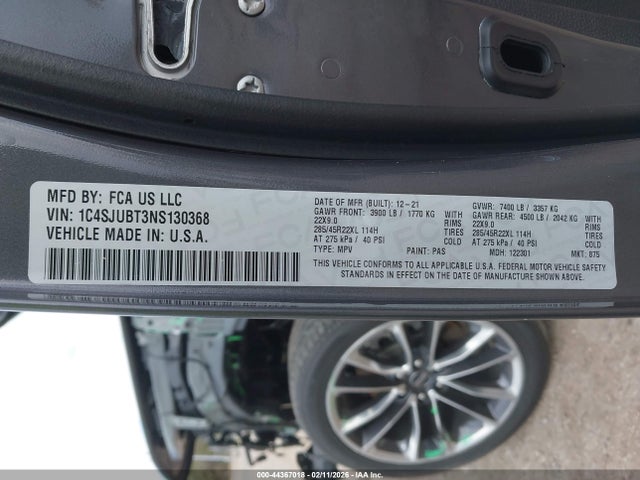 MFD BY: FCA US LLC
VIN: 1C4SJUBT3NS130368
VEHICLE MADE IN: U.S.A.
DATE OF MFR (BUILT): 12-21 GVWR: 7400 LB / 3357 KG
GAWR FRONT: 3900 LB / 1770 KG GAWR REAR: 4500 LB / 2042 KG
22X9.0 RIMS 22X9.0 RIMS
285/45R22XL 114H TIRES 285/45R22XL 114H TIRES
AT 275 kPa / 40 PSI COLD AT 275 kPa / 40 PSI COLD
TYPE: MPV PAINT: PAS MDH: 122301 MKT: 875
THIS VEHICLE CONFORMS TO ALL APPLICABLE U.S.A. FEDERAL MOTOR VEHICLE SAFETY
STANDARDS IN EFFECT ON THE DATE OF MANUFACTURE SHOWN ABOVE.
©-44367018 - 02/11/2026 - COPYRIGHT IAA, LLC